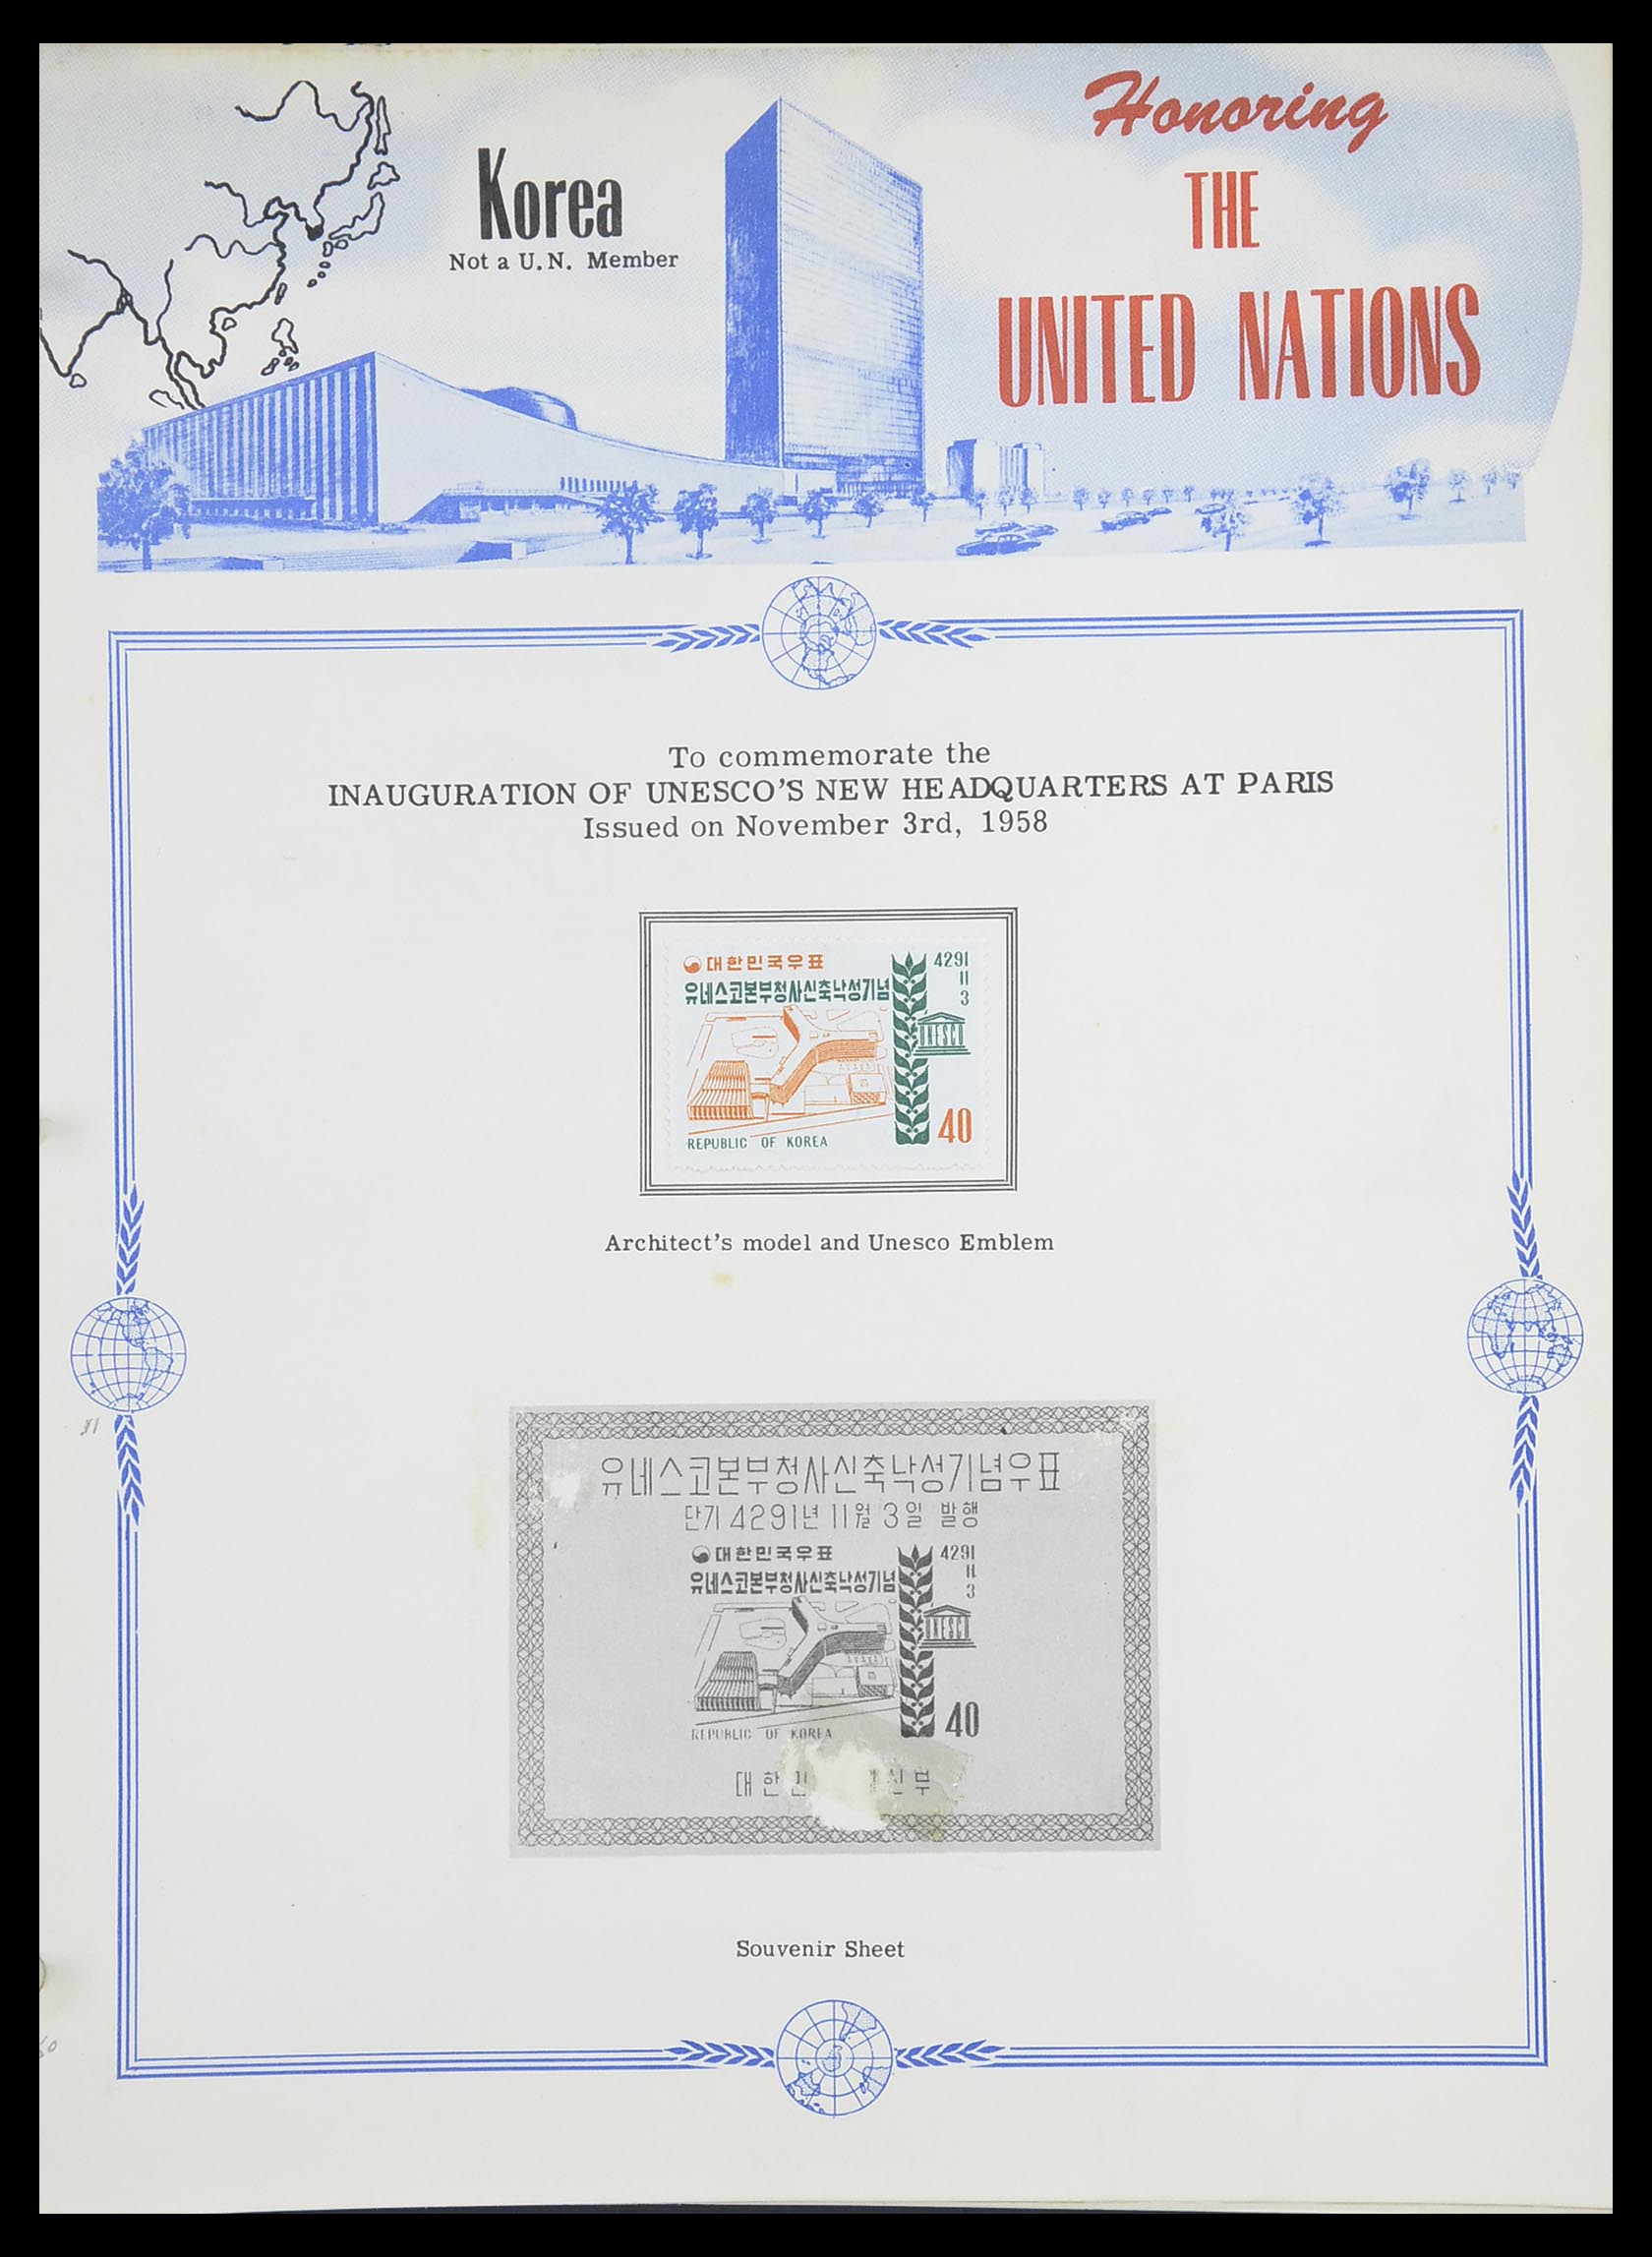 Honoring
THE
UNITED NATIONS
Korea
Not a U.N. Member
To commemorate the
INAUGURATION OF UNESCO'S NEW HEADQUARTERS AT PARIS
Issued on November 3rd, 1958
대한민국우표
4291
11
3
유네스코본부청사신축낙성기념
UNESCO
40
REPUBLIC OF KOREA
Architect's model and Unesco Emblem
유네스코본부청사신축낙성기념우표
단기 4291년 11월 3일 발행
대한민국우표
4291
11
3
유네스코본부청사신축낙성기념
UNESCO
40
REPUBLIC OF KOREA
대한민 신부
Souvenir Sheet